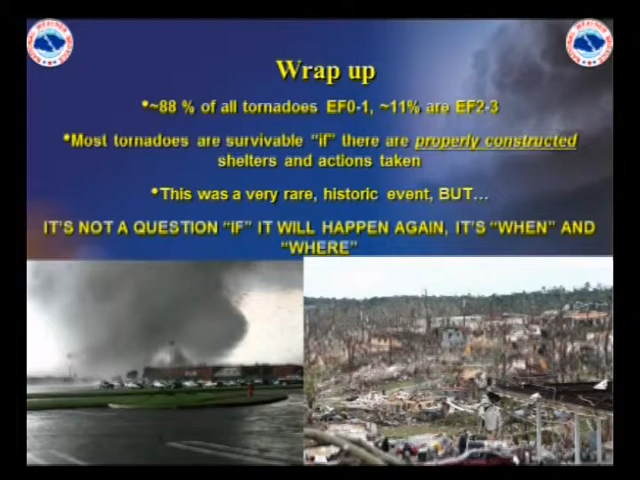 Wrap up
•~88 % of all tornadoes EF0-1, ~11% are EF2-3
•Most tornadoes are survivable "if" there are properly constructed
shelters and actions taken
•This was a very rare, historic event, BUT…
IT'S NOT A QUESTION "IF" IT WILL HAPPEN AGAIN, IT'S "WHEN" AND
"WHERE"